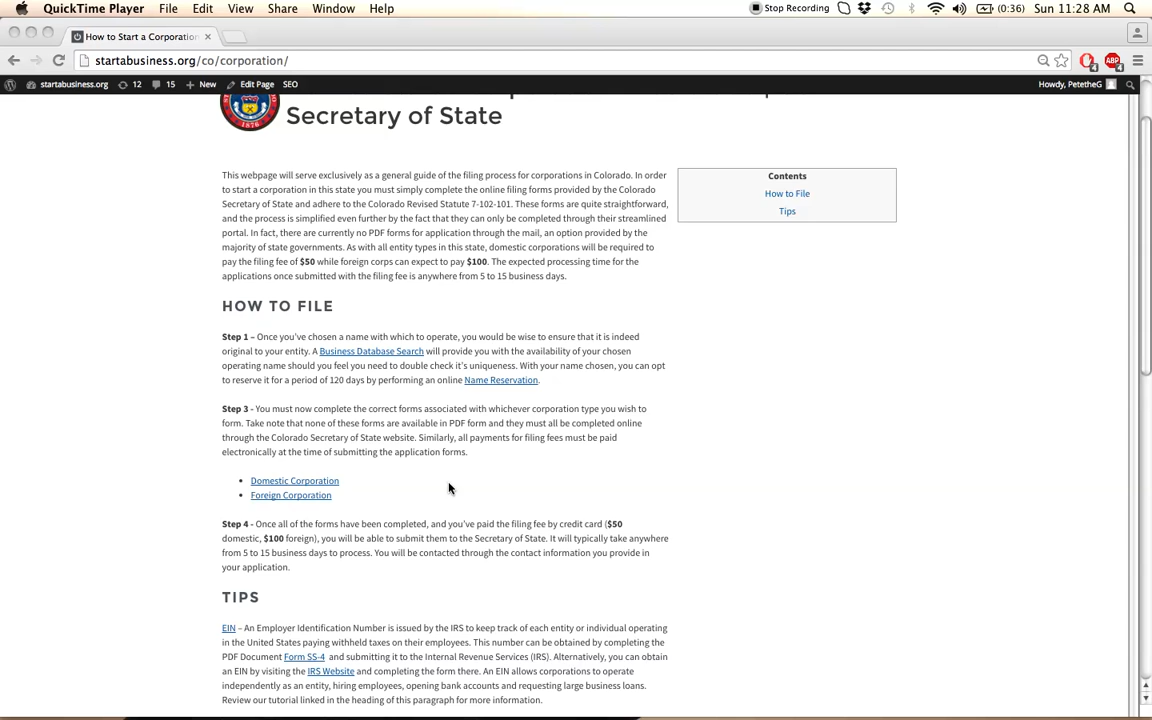 QuickTime Player File Edit View Share Window Help Stop Recording (0:36) Sun 11:28 AM
How to Start a Corporation
startabusiness.org/co/corporation/ ABP 4 4
startabusiness.org 12 15 New Edit Page SEO Howdy, PetetheG
Secretary of State
1876
This webpage will serve exclusively as a general guide of the filing process for corporations in Colorado. In order
to start a corporation in this state you must simply complete the online filing forms provided by the Colorado
Secretary of State and adhere to the Colorado Revised Statute 7-102-101. These forms are quite straightforward,
and the process is simplified even further by the fact that they can only be completed through their streamlined
portal. In fact, there are currently no PDF forms for application through the mail, an option provided by the
majority of state governments. As with all entity types in this state, domestic corporations will be required to
pay the filing fee of $50 while foreign corps can expect to pay $100. The expected processing time for the
applications once submitted with the filing fee is anywhere from 5 to 15 business days.
Contents
How to File
Tips
HOW TO FILE
Step 1 – Once you've chosen a name with which to operate, you would be wise to ensure that it is indeed
original to your entity. A Business Database Search will provide you with the availability of your chosen
operating name should you feel you need to double check it's uniqueness. With your name chosen, you can opt
to reserve it for a period of 120 days by performing an online Name Reservation.
Step 3 - You must now complete the correct forms associated with whichever corporation type you wish to
form. Take note that none of these forms are available in PDF form and they must all be completed online
through the Colorado Secretary of State website. Similarly, all payments for filing fees must be paid
electronically at the time of submitting the application forms.
• Domestic Corporation
• Foreign Corporation
Step 4 - Once all of the forms have been completed, and you've paid the filing fee by credit card ($50
domestic, $100 foreign), you will be able to submit them to the Secretary of State. It will typically take anywhere
from 5 to 15 business days to process. You will be contacted through the contact information you provide in
your application.
TIPS
EIN – An Employer Identification Number is issued by the IRS to keep track of each entity or individual operating
in the United States paying withheld taxes on their employees. This number can be obtained by completing the
PDF Document Form SS-4 and submitting it to the Internal Revenue Services (IRS). Alternatively, you can obtain
an EIN by visiting the IRS Website and completing the form there. An EIN allows corporations to operate
independently as an entity, hiring employees, opening bank accounts and requesting large business loans.
Review our tutorial linked in the heading of this paragraph for more information.